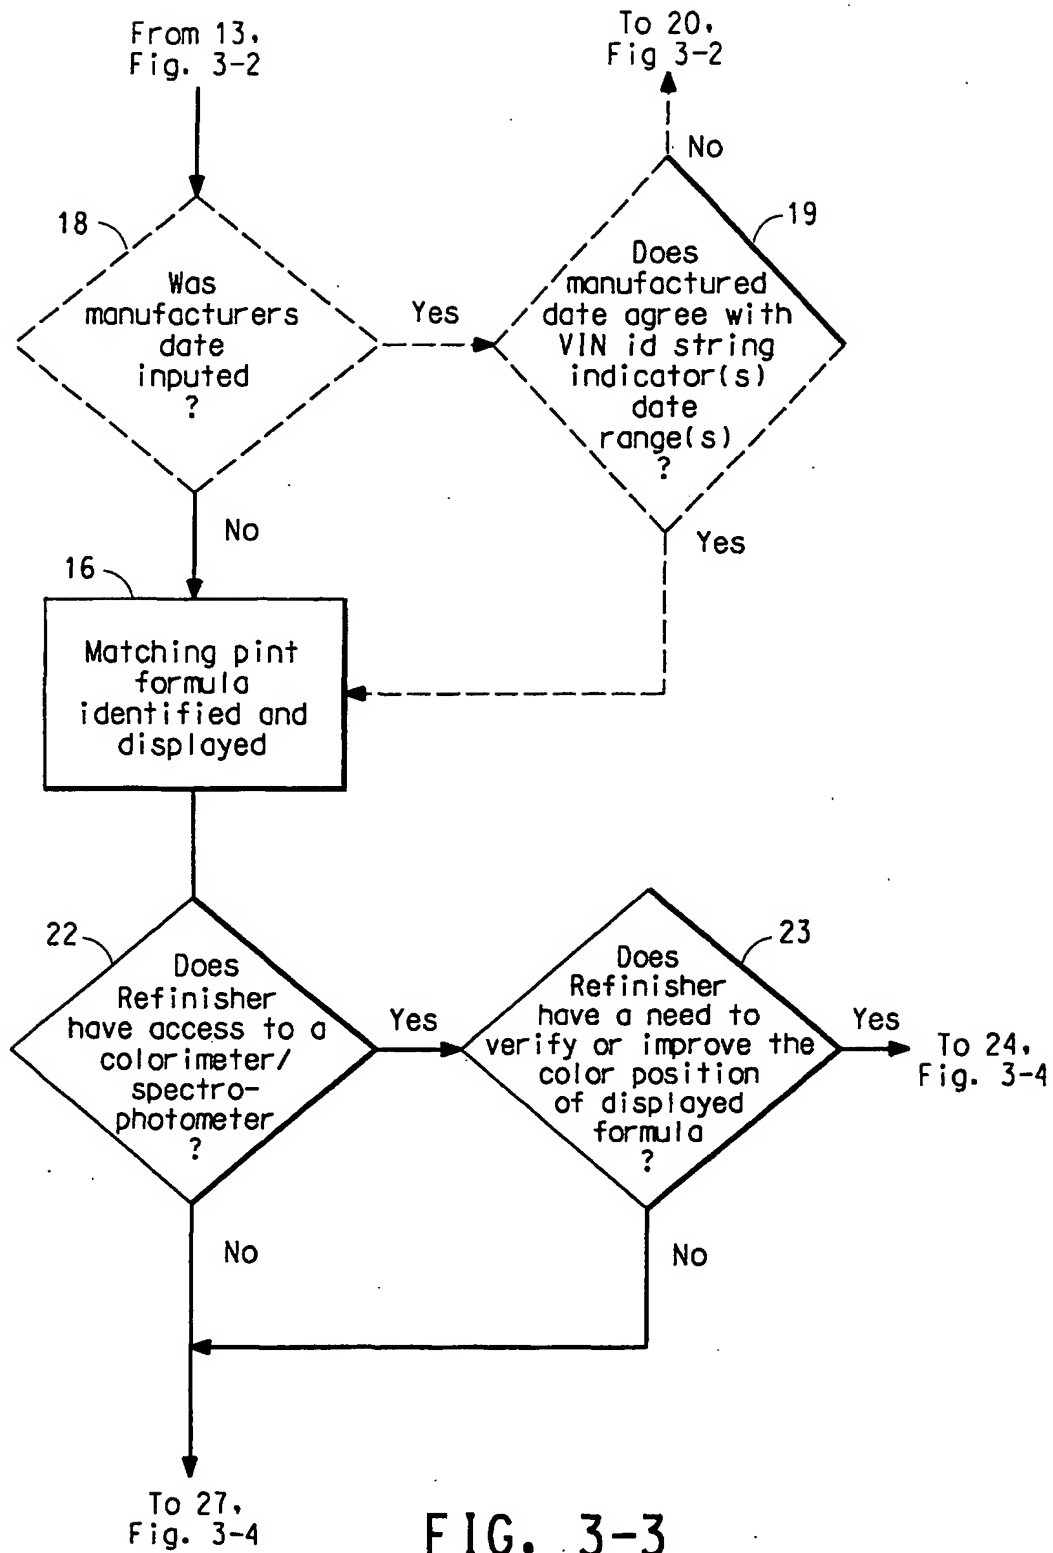 From 13,
Fig. 3-2
To 20,
Fig 3-2
No
18
Was
manufacturers
date
inputed
?
Yes
19
Does
manufactured
date agree with
VIN id string
indicator(s)
date
range(s)
?
No
Yes
16
Matching pint
formula
identified and
displayed
22
Does
Refinisher
have access to a
colorimeter/
spectro-
photometer
?
Yes
23
Does
Refinisher
have a need to
verify or improve the
color position
of displayed
formula
?
Yes
To 24,
Fig. 3-4
No
No
To 27,
Fig. 3-4
FIG. 3-3